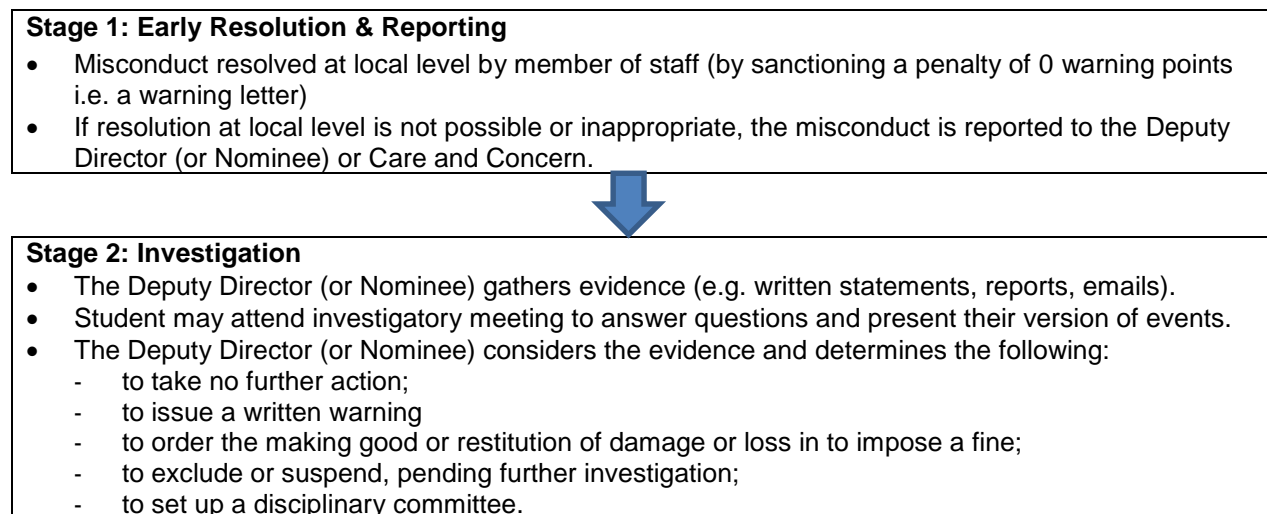 Stage 1: Early Resolution & Reporting
• Misconduct resolved at local level by member of staff (by sanctioning a penalty of 0 warning points
i.e. a warning letter)
• If resolution at local level is not possible or inappropriate, the misconduct is reported to the Deputy
Director (or Nominee) or Care and Concern.
Stage 2: Investigation
• The Deputy Director (or Nominee) gathers evidence (e.g. written statements, reports, emails).
• Student may attend investigatory meeting to answer questions and present their version of events.
• The Deputy Director (or Nominee) considers the evidence and determines the following:
- to take no further action;
- to issue a written warning
- to order the making good or restitution of damage or loss in to impose a fine;
- to exclude or suspend, pending further investigation;
- to set up a disciplinary committee.